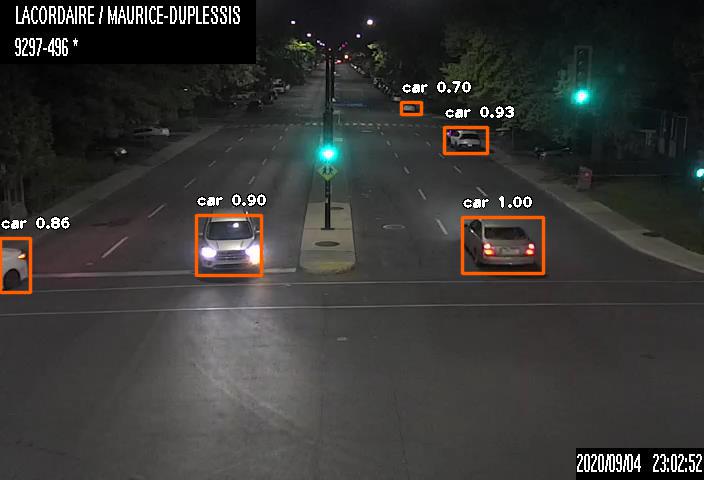 LACORDAIRE / MAURICE-DUPLESSIS
9297-496 *
car 0.70
car 0.93
car 0.90
car 1.00
car 0.86
2020/09/04 23:02:52